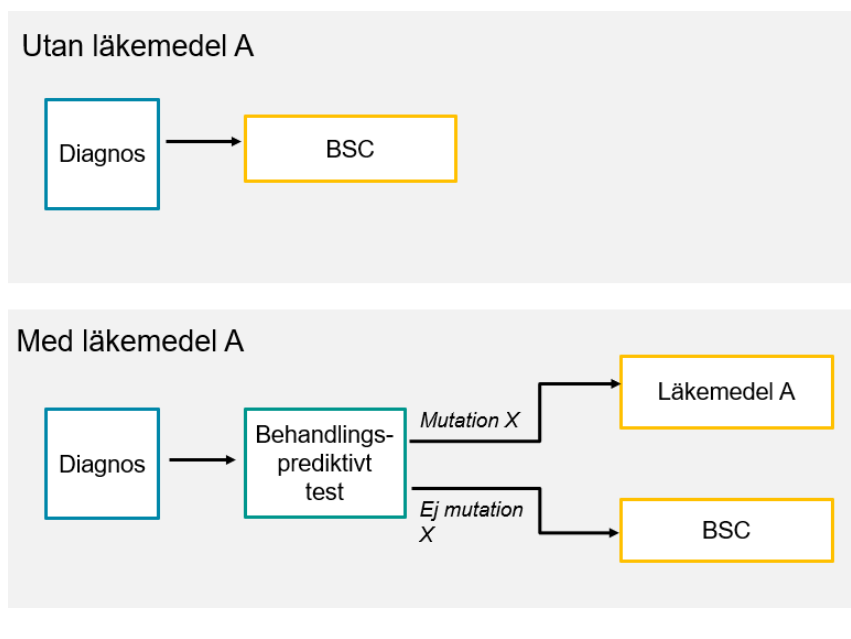 Utan läkemedel A
Diagnos
BSC
Med läkemedel A
Diagnos
Behandlings-
prediktivt
test
Mutation X
Ej mutation
X
Läkemedel A
BSC